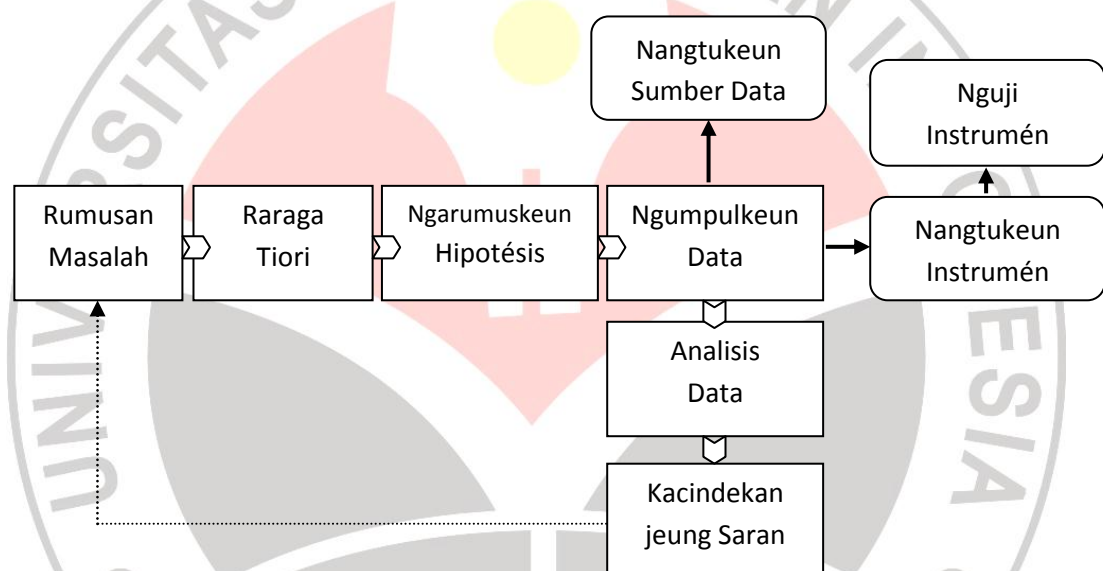 Nangtukeun
Sumber Data
Nguji
Instrumén
Rumusan
Masalah
Raraga
Tiori
Ngarumuskeun
Hipotésis
Ngumpulkeun
Data
Nangtukeun
Instrumén
Analisis
Data
Kacindekan
jeung Saran